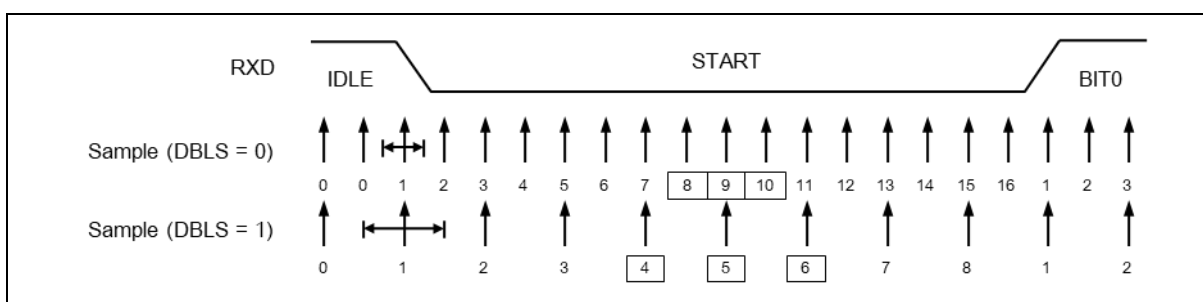 RXD
IDLE
START
BIT0
Sample (DBLS = 0)
0 0 1 2 3 4 5 6 7 8 9 10 11 12 13 14 15 16 1 2 3
Sample (DBLS = 1)
0 1 2 3 4 5 6 7 8 1 2